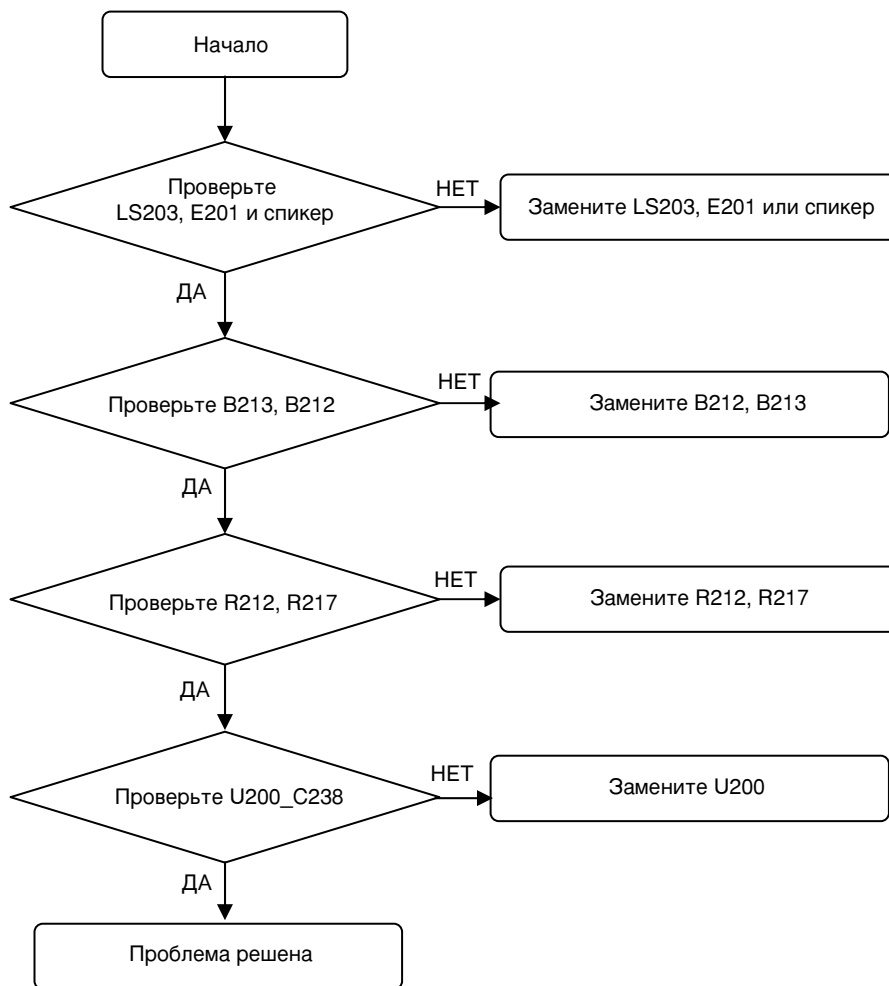 Начало
Проверьте
LS203, E201 и спикер
НЕТ
Замените LS203, E201 или спикер
ДА
Проверьте B213, B212
НЕТ
Замените B212, B213
ДА
Проверьте R212, R217
НЕТ
Замените R212, R217
ДА
Проверьте U200_C238
НЕТ
Замените U200
ДА
Проблема решена